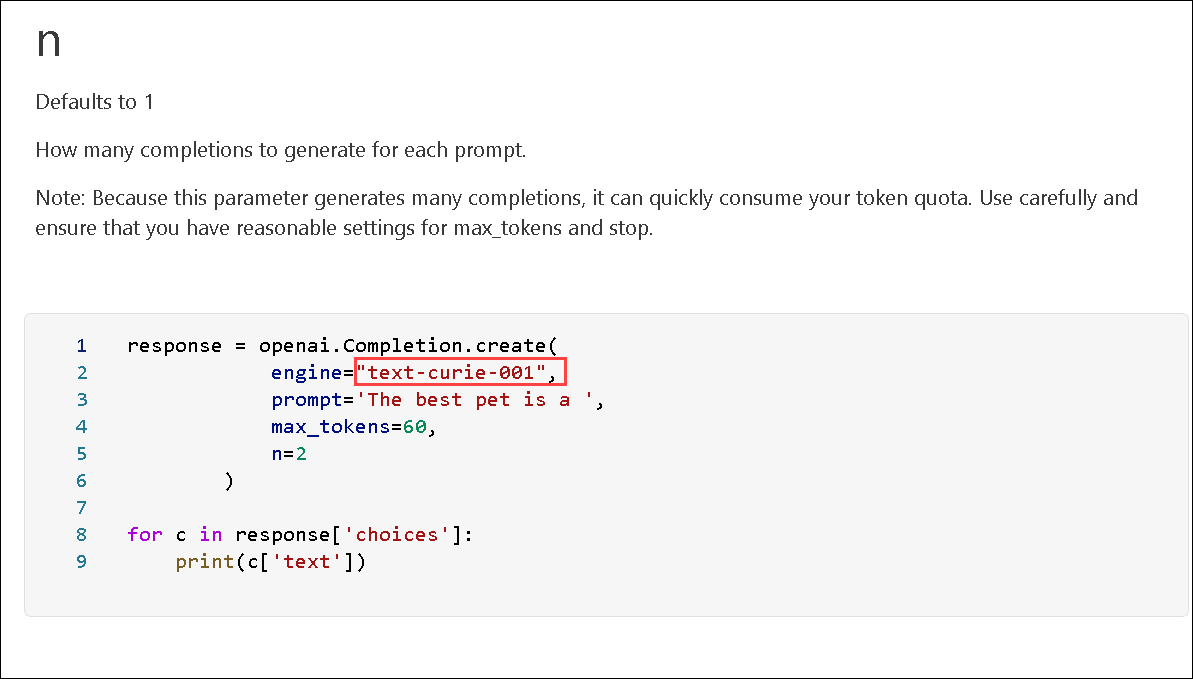 n
Defaults to 1
How many completions to generate for each prompt.
Note: Because this parameter generates many completions, it can quickly consume your token quota. Use carefully and
ensure that you have reasonable settings for max_tokens and stop.
1 response = openai.Completion.create(
2 engine="text-curie-001",
3 prompt='The best pet is a ',
4 max_tokens=60,
5 n=2
6 )
7
8 for c in response['choices']:
9 print(c['text'])